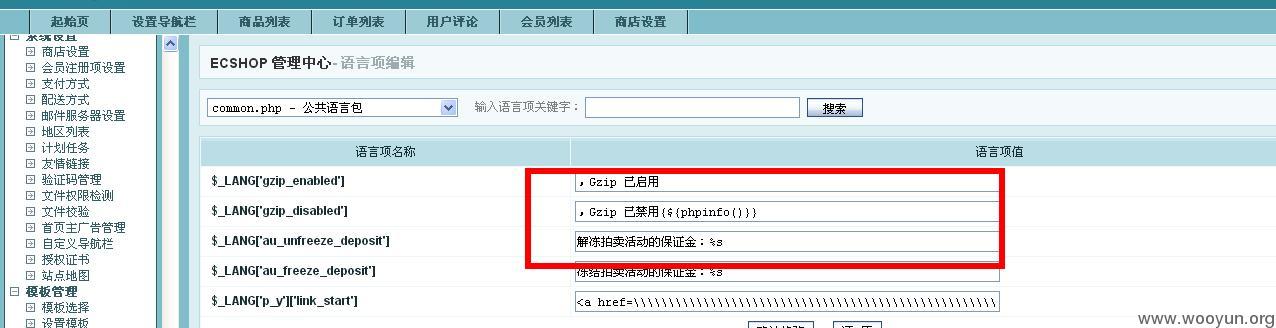 起始页 设置导航栏 商品列表 订单列表 用户评论 会员列表 商店设置
系统设置
商店设置
会员注册项设置
支付方式
配送方式
邮件服务器设置
地区列表
计划任务
友情链接
验证码管理
文件权限检测
文件校验
首页主广告管理
自定义导航栏
授权证书
站点地图
模板管理
模板选择
设置模板
ECSHOP 管理中心 - 语言项编辑
common.php - 公共语言包 输入语言项关键字： 搜索
语言项名称 语言项值
$_LANG['gzip_enabled'] ，Gzip 已启用
$_LANG['gzip_disabled'] ，Gzip 已禁用{${phpinfo()}}
$_LANG['au_unfreeze_deposit'] 解冻拍卖活动的保证金：%s
$_LANG['au_freeze_deposit'] 冻结拍卖活动的保证金：%s
$_LANG['p_y']['link_start'] <a href=\\\\\\\\\\\\\\\\\\\\\\\\\\\\\\\\\\\\\\\\\\\\\\\\\\\\
www.wooyun.org